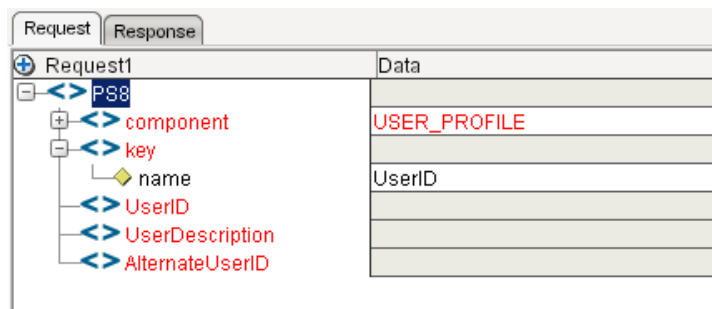 Request Response
Request1 Data
PS8
component USER_PROFILE
key
name UserID
UserID
UserDescription
AlternateUserID